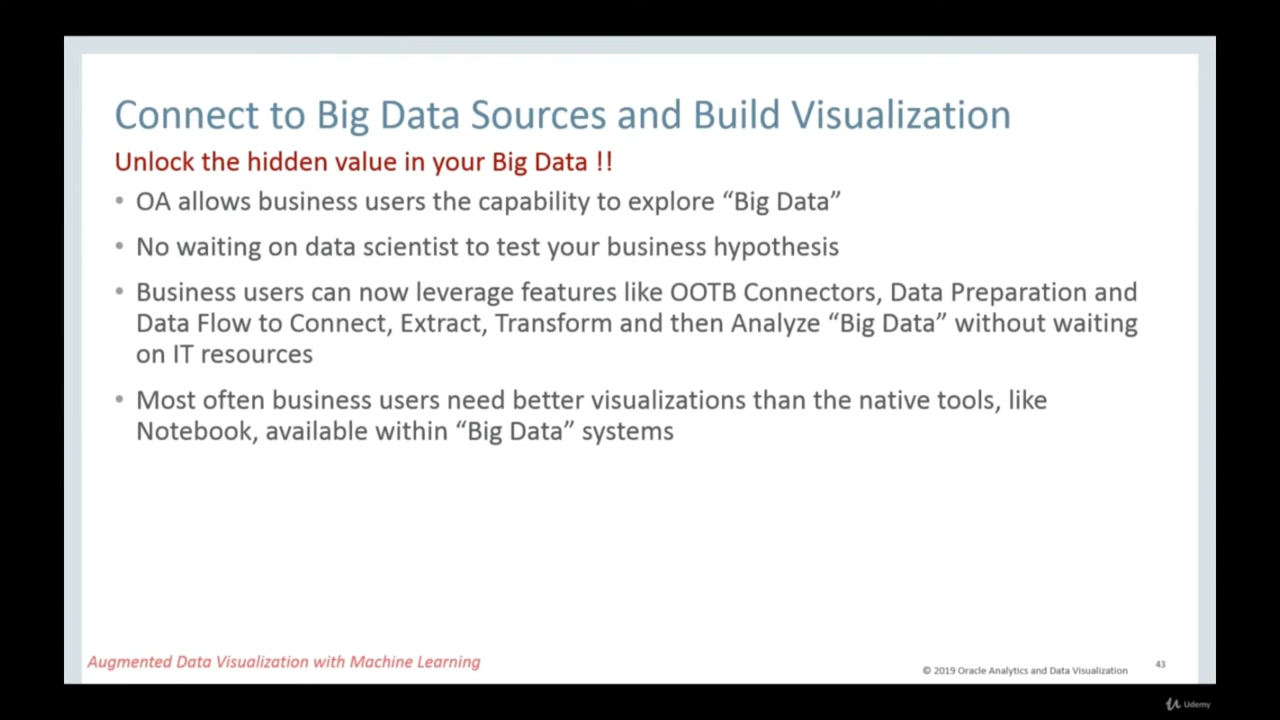 Connect to Big Data Sources and Build Visualization
Unlock the hidden value in your Big Data !!
• OA allows business users the capability to explore “Big Data”
• No waiting on data scientist to test your business hypothesis
• Business users can now leverage features like OOTB Connectors, Data Preparation and
Data Flow to Connect, Extract, Transform and then Analyze “Big Data” without waiting
on IT resources
• Most often business users need better visualizations than the native tools, like
Notebook, available within “Big Data” systems
Augmented Data Visualization with Machine Learning
© 2019 Oracle Analytics and Data Visualization
43
Udemy